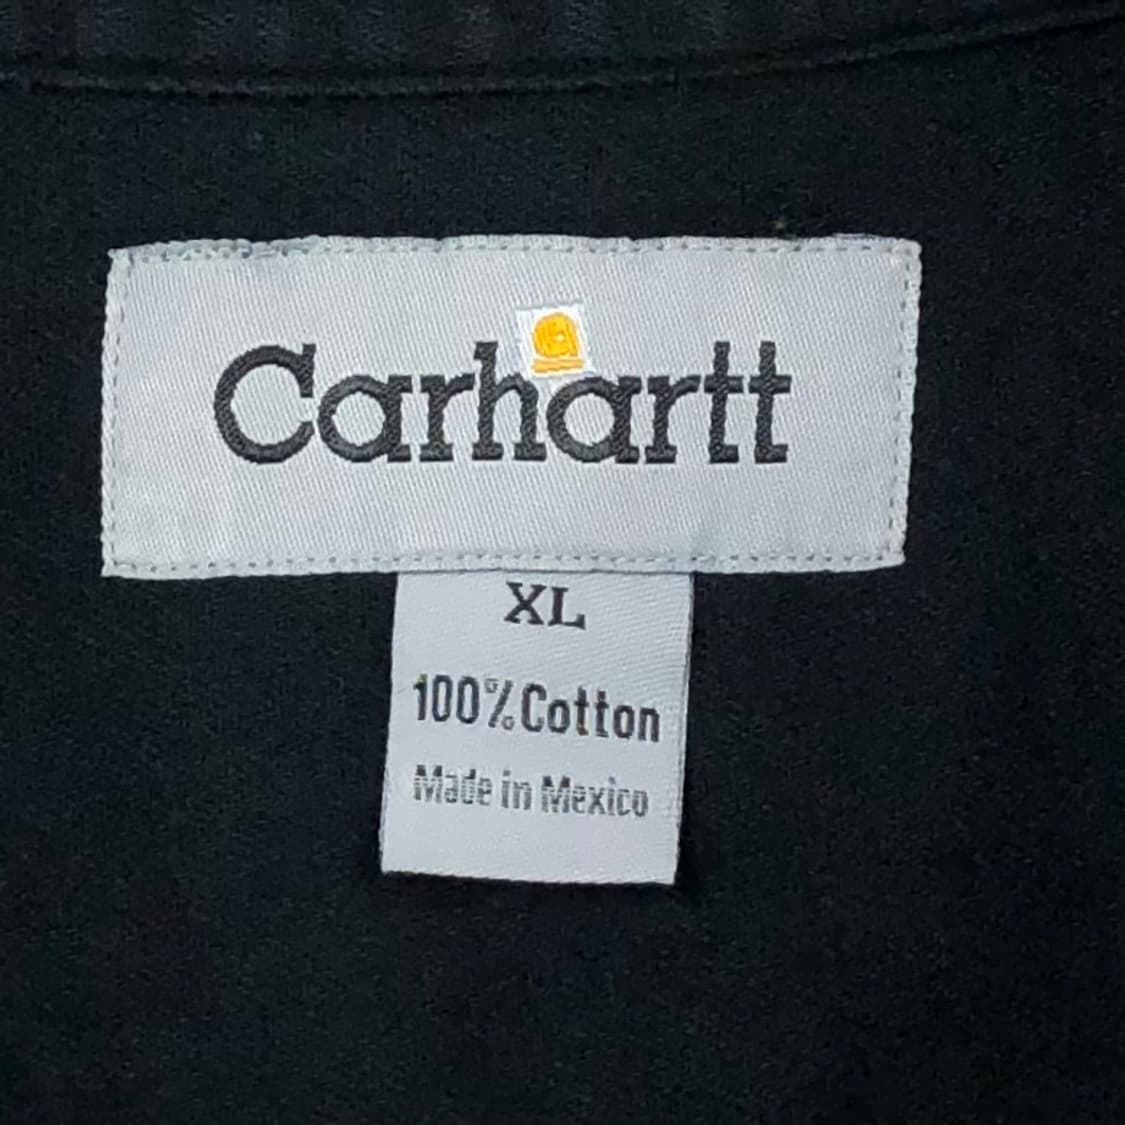 Carhartt
XL
100% Cotton
Made in Mexico